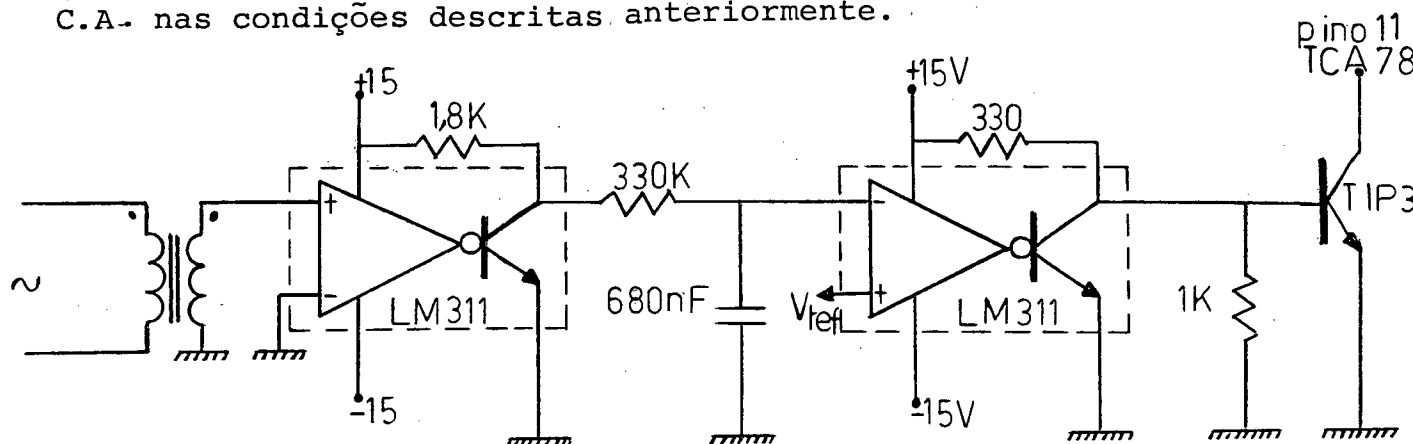 C.A. nas condições descritas anteriormente.
pino 11
TCA 78
+15
+15V
1,8K
330
330K
+
-
LM311
-15
680nF
-
+
Vref
LM311
-15V
1K
TIP3
~